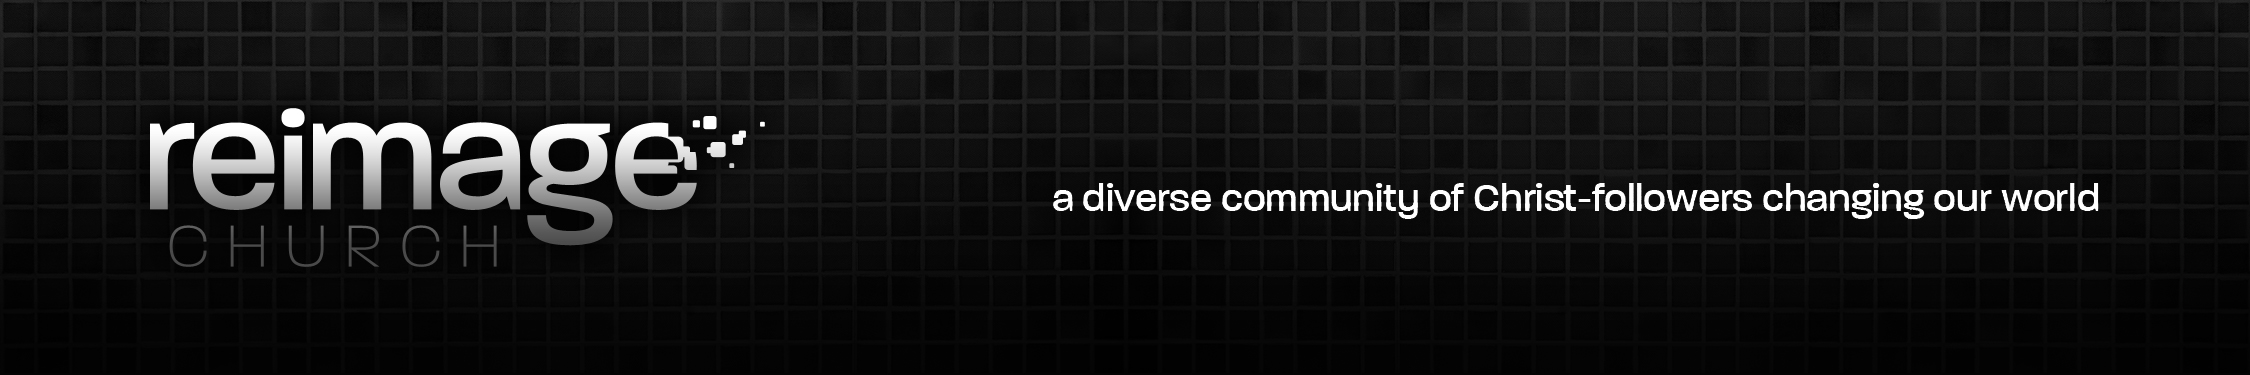 reimage
CHURCH
a diverse community of Christ-followers changing our world